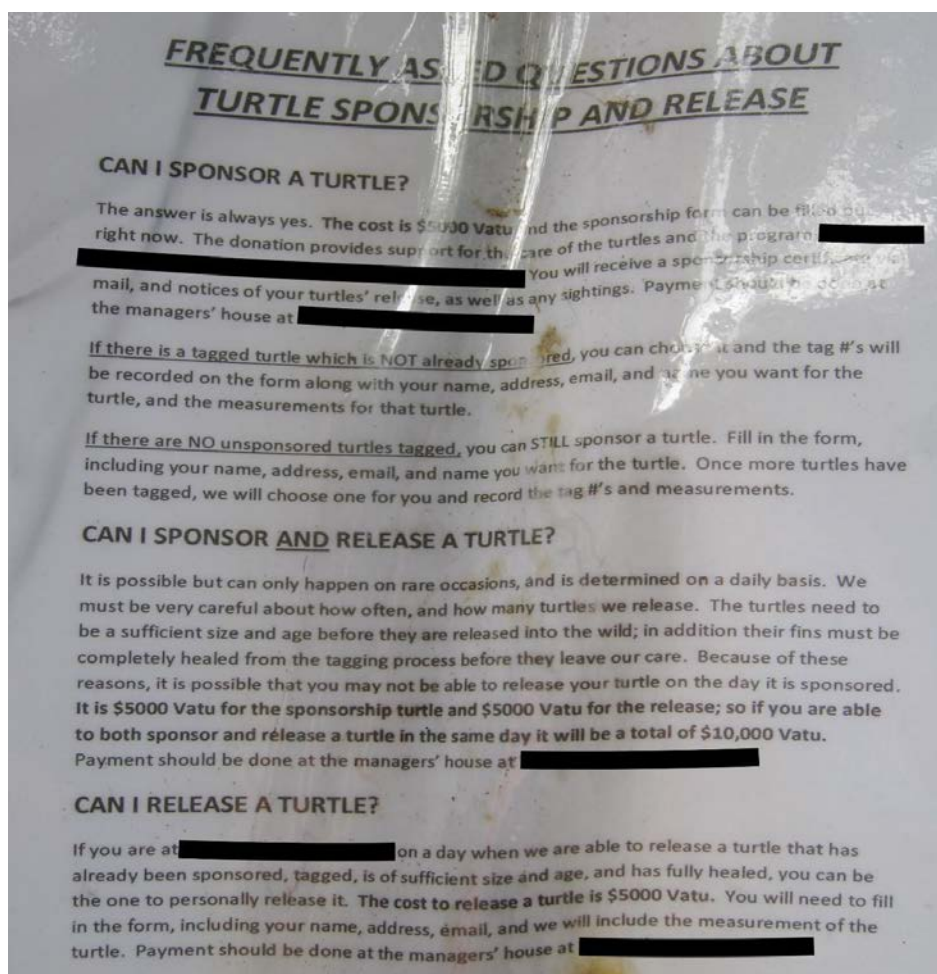 FREQUENTLY ASKED QUESTIONS ABOUT
TURTLE SPONSORSHIP AND RELEASE
CAN I SPONSOR A TURTLE?
The answer is always yes. The cost is $5000 Vatu and the sponsorship form can be filled out
right now. The donation provides support for the care of the turtles and the program
You will receive a sponsorship certificate via
mail, and notices of your turtles' release, as well as any sightings. Payment should be done at
the managers' house at
If there is a tagged turtle which is NOT already sponsored, you can choose it and the tag #'s will
be recorded on the form along with your name, address, email, and name you want for the
turtle, and the measurements for that turtle.
If there are NO unsponsored turtles tagged, you can STILL sponsor a turtle. Fill in the form,
including your name, address, email, and name you want for the turtle. Once more turtles have
been tagged, we will choose one for you and record the tag #'s and measurements.
CAN I SPONSOR AND RELEASE A TURTLE?
It is possible but can only happen on rare occasions, and is determined on a daily basis. We
must be very careful about how often, and how many turtles we release. The turtles need to
be a sufficient size and age before they are released into the wild; in addition their fins must be
completely healed from the tagging process before they leave our care. Because of these
reasons, it is possible that you may not be able to release your turtle on the day it is sponsored.
It is $5000 Vatu for the sponsorship turtle and $5000 Vatu for the release; so if you are able
to both sponsor and release a turtle in the same day it will be a total of $10,000 Vatu.
Payment should be done at the managers' house at
CAN I RELEASE A TURTLE?
If you are at on a day when we are able to release a turtle that has
already been sponsored, tagged, is of sufficient size and age, and has fully healed, you can be
the one to personally release it. The cost to release a turtle is $5000 Vatu. You will need to fill
in the form, including your name, address, email, and we will include the measurement of the
turtle. Payment should be done at the managers' house at